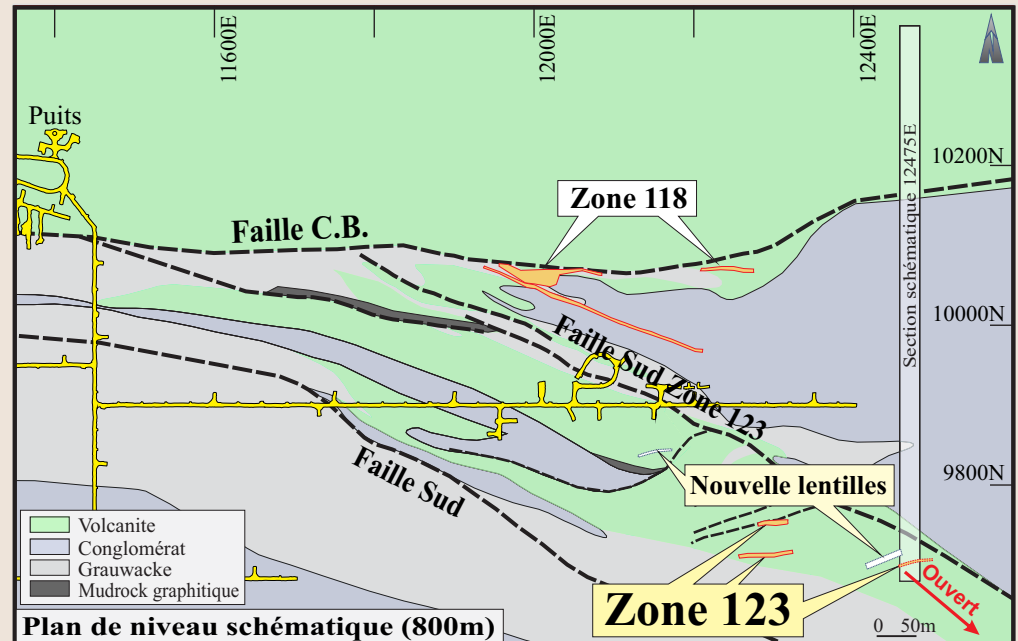 11600E
12000E
12400E
Puits
10200N
Section schématique 12475E
Zone 118
Faille C.B.
10000N
Faille Sud Zone 123
Faille Sud
Nouvelle lentilles
9800N
Volcanite
Conglomérat
Grauwacke
Mudrock graphitique
Zone 123
Ouvert
0 50m
Plan de niveau schématique (800m)